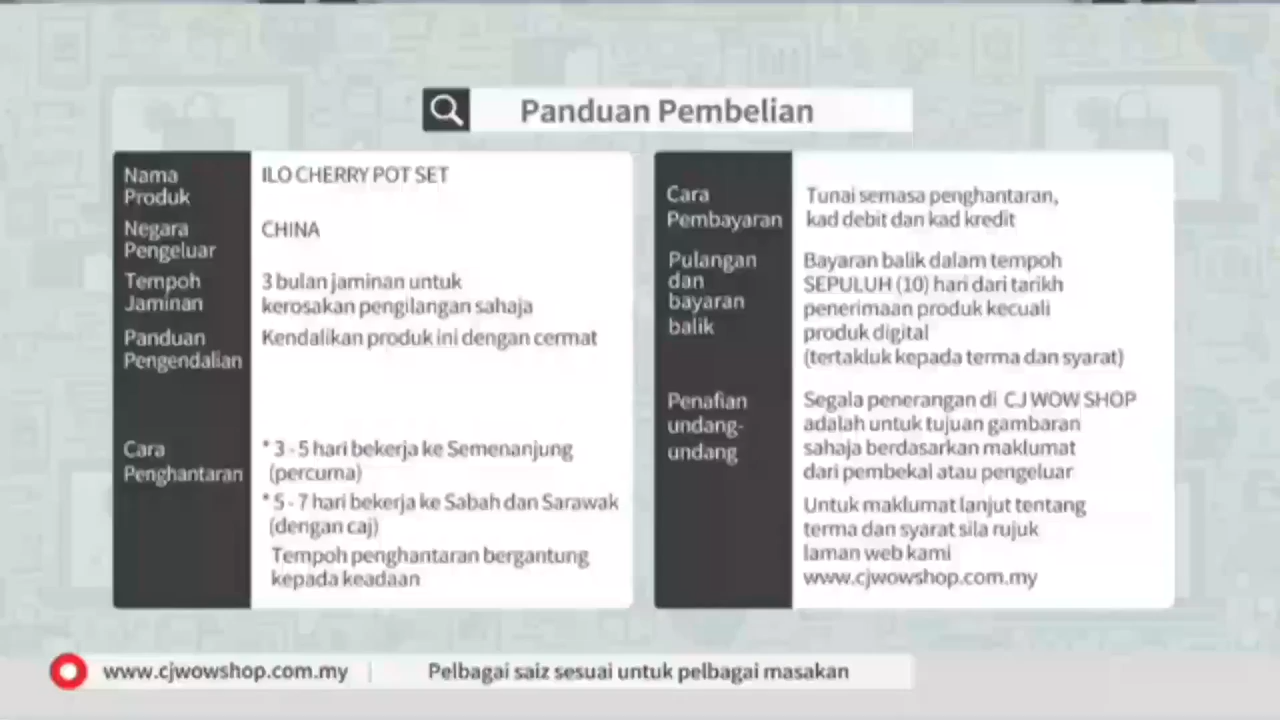 Panduan Pembelian
Nama
Produk
ILO CHERRY POT SET
Negara
Pengeluar
CHINA
Tempoh
Jaminan
3 bulan jaminan untuk
kerosakan pengilangan sahaja
Panduan
Pengendalian
Kendalikan produk ini dengan cermat
Cara
Penghantaran
* 3 - 5 hari bekerja ke Semenanjung
(percuma)
* 5 - 7 hari bekerja ke Sabah dan Sarawak
(dengan caj)
Tempoh penghantaran bergantung
kepada keadaan
Cara
Pembayaran
Tunai semasa penghantaran,
kad debit dan kad kredit
Pulangan
dan
bayaran
balik
Bayaran balik dalam tempoh
SEPULUH (10) hari dari tarikh
penerimaan produk kecuali
produk digital
(tertakluk kepada terma dan syarat)
Penafian
undang-
undang
Segala penerangan di CJ WOW SHOP
adalah untuk tujuan gambaran
sahaja berdasarkan maklumat
dari pembekal atau pengeluar
Untuk maklumat lanjut tentang
terma dan syarat sila rujuk
laman web kami
www.cjwowshop.com.my
www.cjwowshop.com.my | Pelbagai saiz sesuai untuk pelbagai masakan